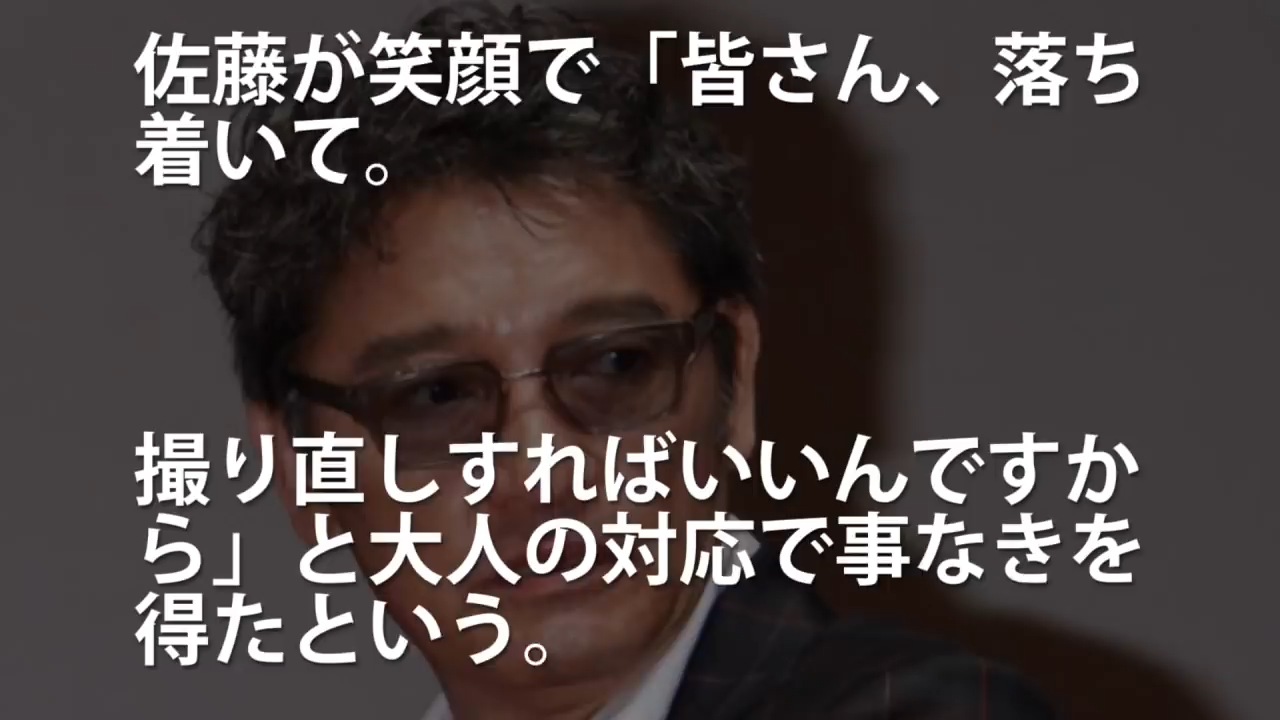 佐藤が笑顔で「皆さん、落ち
着いて。
撮り直しすればいいんですか
ら」と大人の対応で事なきを
得たという。